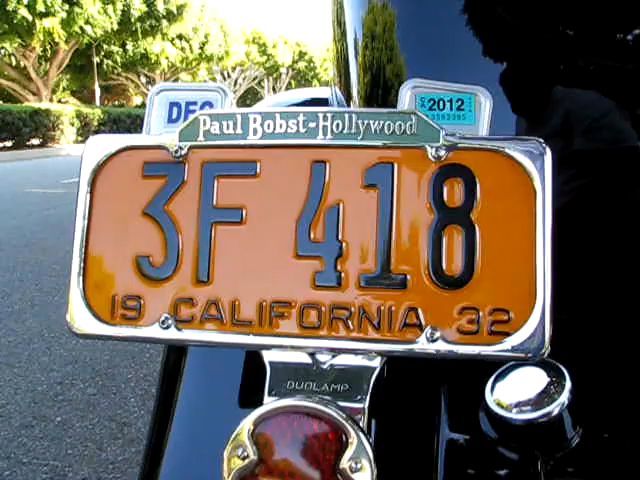 DEC
2012
Paul Bobst-Hollywood
3F 418
19 CALIFORNIA 32
DUOLAMP